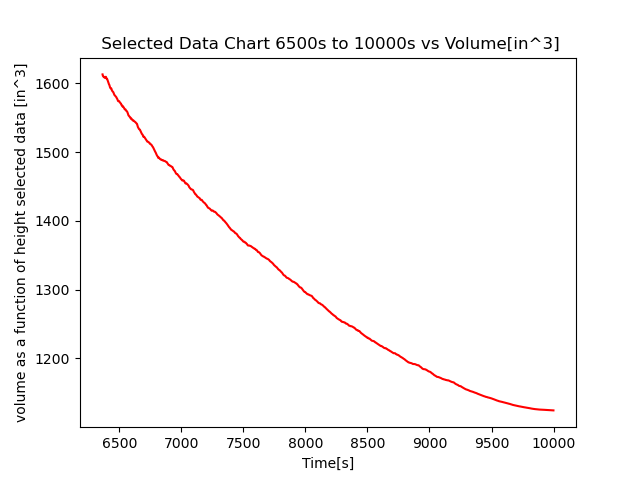 Selected Data Chart 6500s to 10000s vs Volume[in^3]
volume as a function of height selected data [in^3]
1600
1500
1400
1300
1200
6500 7000 7500 8000 8500 9000 9500 10000
Time[s]